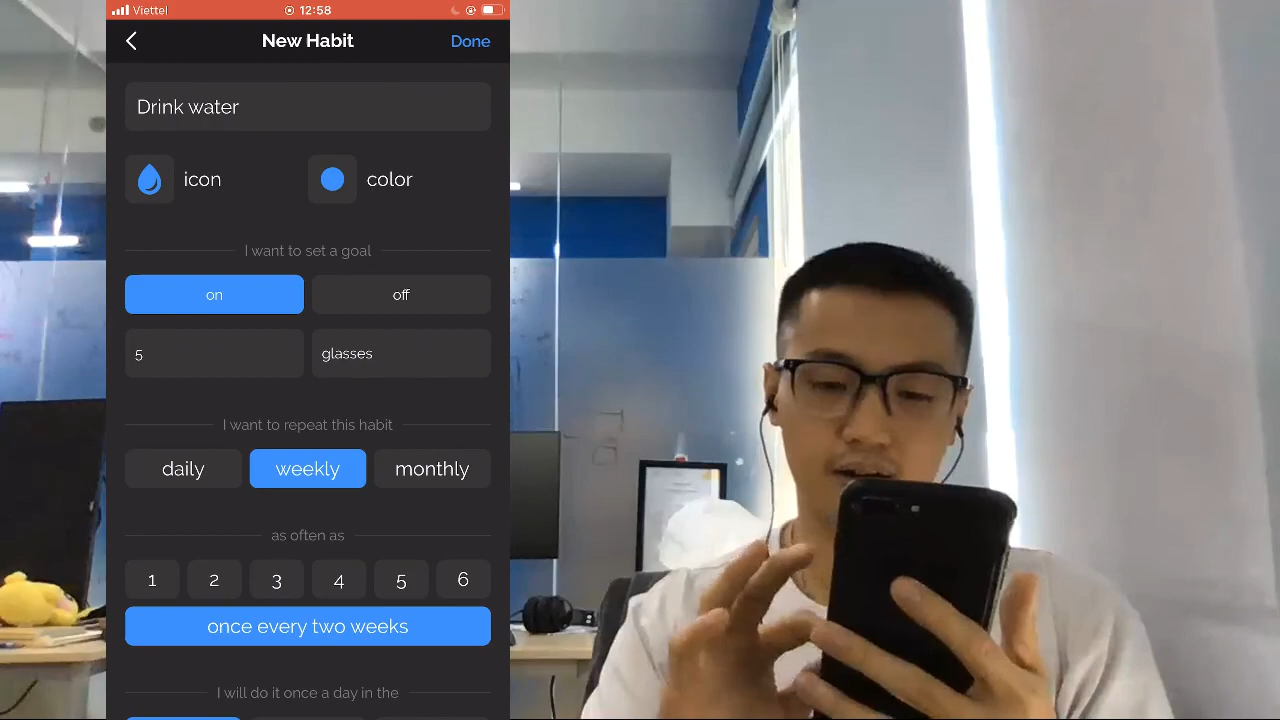 Viettel
12:58
New Habit
Done
Drink water
icon
color
I want to set a goal
on
off
5
glasses
I want to repeat this habit
daily
weekly
monthly
as often as
1
2
3
4
5
6
once every two weeks
I will do it once a day in the